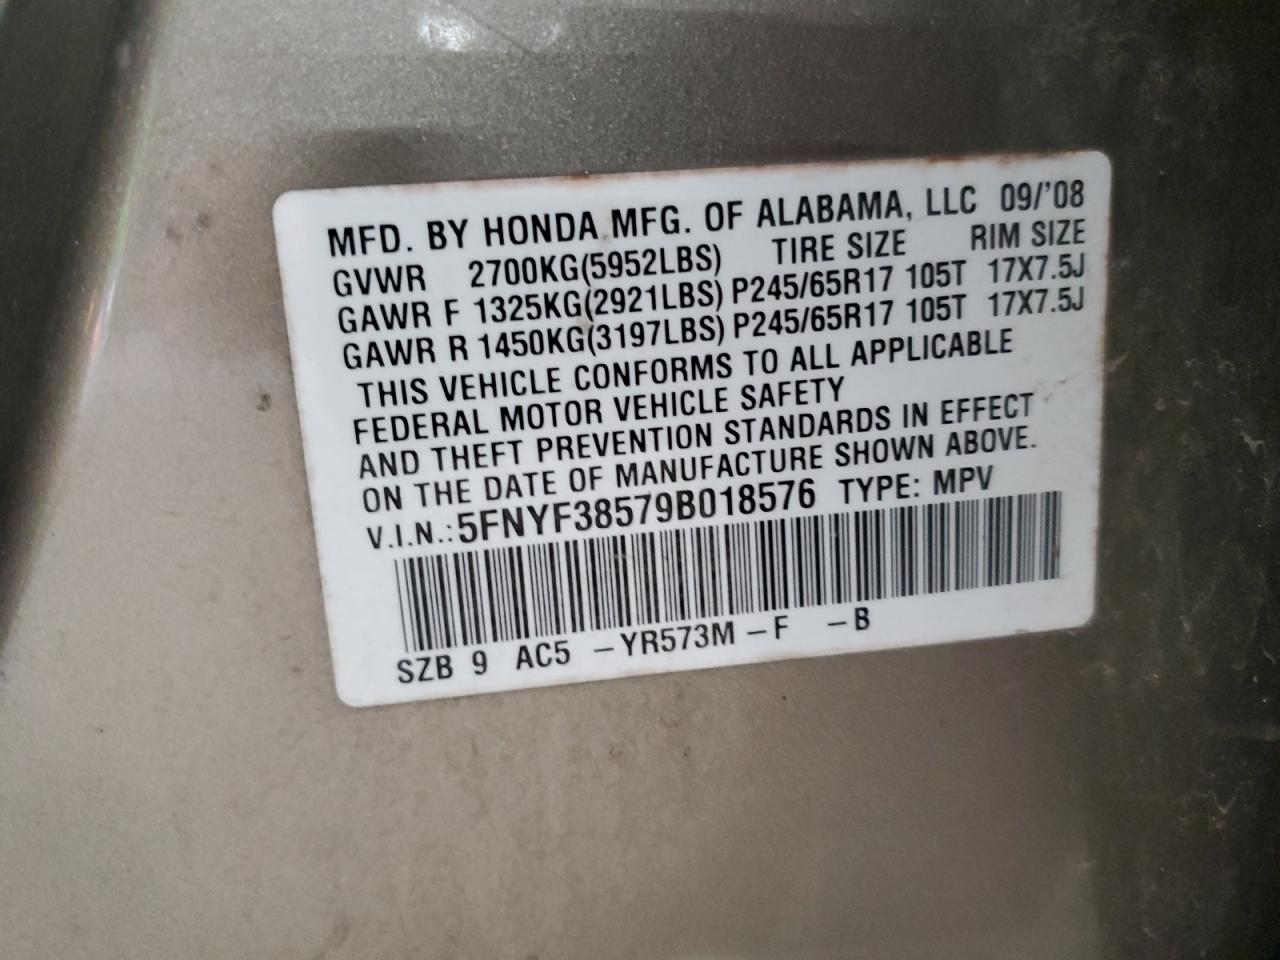 MFD. BY HONDA MFG. OF ALABAMA, LLC 09/'08
GVWR 2700KG(5952LBS) TIRE SIZE RIM SIZE
GAWR F 1325KG(2921LBS) P245/65R17 105T 17X7.5J
GAWR R 1450KG(3197LBS) P245/65R17 105T 17X7.5J
THIS VEHICLE CONFORMS TO ALL APPLICABLE
FEDERAL MOTOR VEHICLE SAFETY
AND THEFT PREVENTION STANDARDS IN EFFECT
ON THE DATE OF MANUFACTURE SHOWN ABOVE.
V.I.N.: 5FNYF38579B018576 TYPE: MPV
SZB 9 AC5 -YR573M-F -B